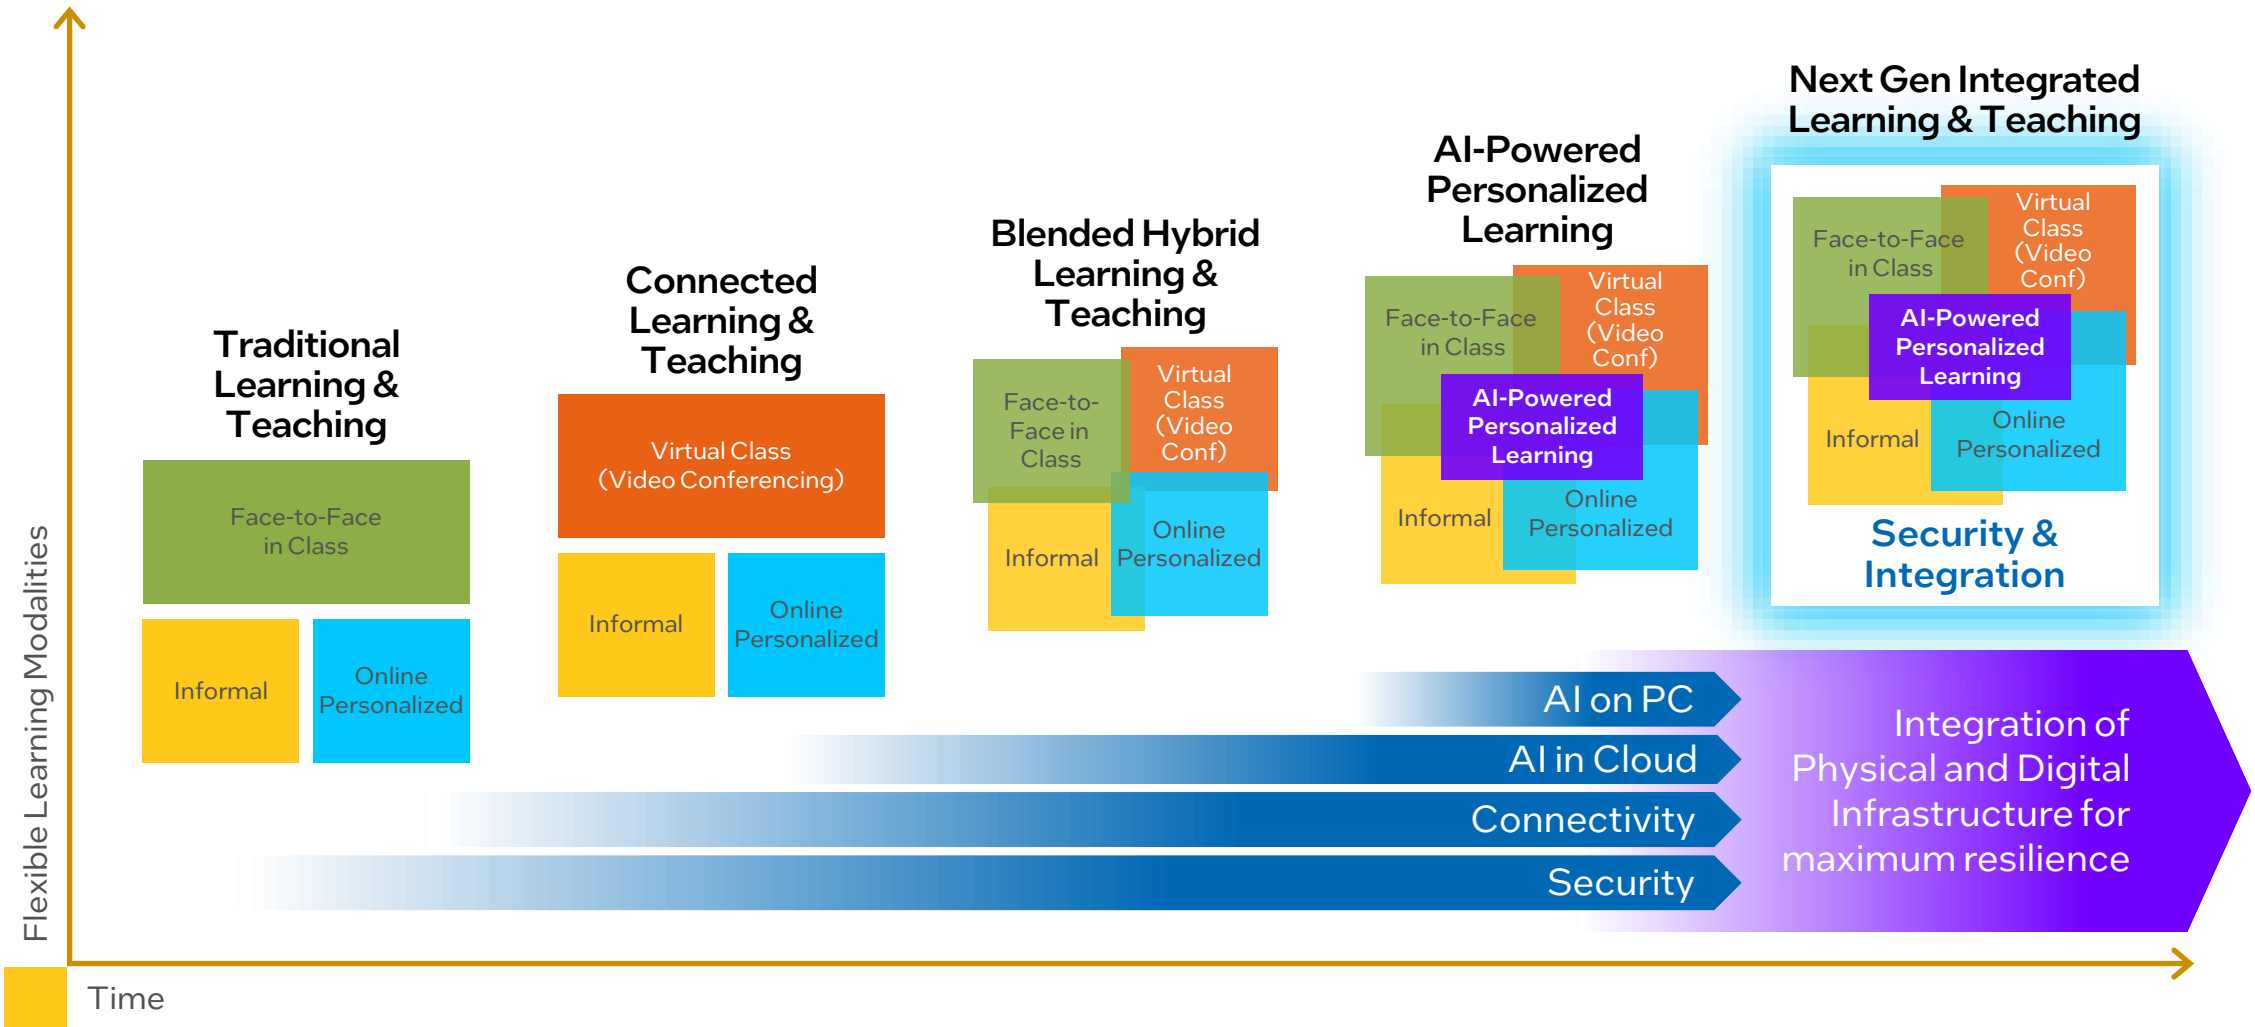 Flexible Learning Modalities
Traditional
Learning &
Teaching
Face-to-Face
in Class
Informal
Online
Personalized
Connected
Learning &
Teaching
Virtual Class
(Video Conferencing)
Informal
Online
Personalized
Blended Hybrid
Learning &
Teaching
Face-to-
Face in
Class
Virtual
Class
(Video
Conf)
Informal
Online
Personalized
AI-Powered
Personalized
Learning
Face-to-Face
in Class
Virtual
Class
(Video
Conf)
AI-Powered
Personalized
Learning
Informal
Online
Personalized
Next Gen Integrated
Learning & Teaching
Face-to-Face
in Class
Virtual
Class
(Video
Conf)
AI-Powered
Personalized
Learning
Informal
Online
Personalized
Security &
Integration
AI on PC
AI in Cloud
Connectivity
Security
Integration of
Physical and Digital
Infrastructure for
maximum resilience
Time